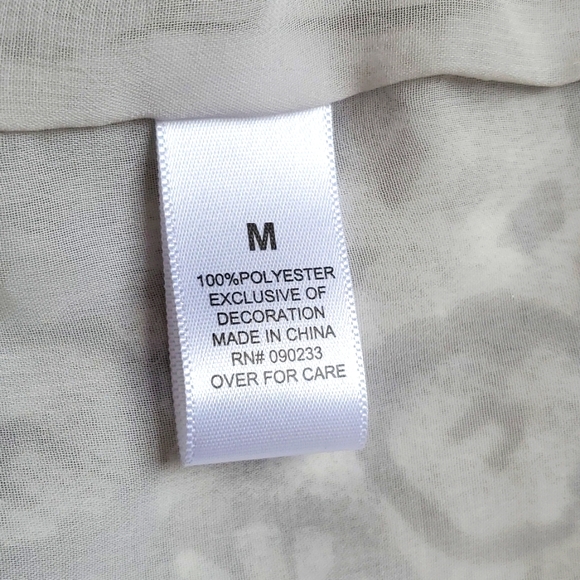 M
100%POLYESTER
EXCLUSIVE OF
DECORATION
MADE IN CHINA
RN# 090233
OVER FOR CARE